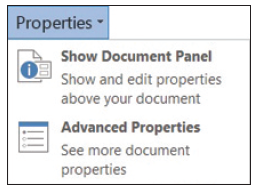 Properties
Show Document Panel
Show and edit properties
above your document
Advanced Properties
See more document
properties